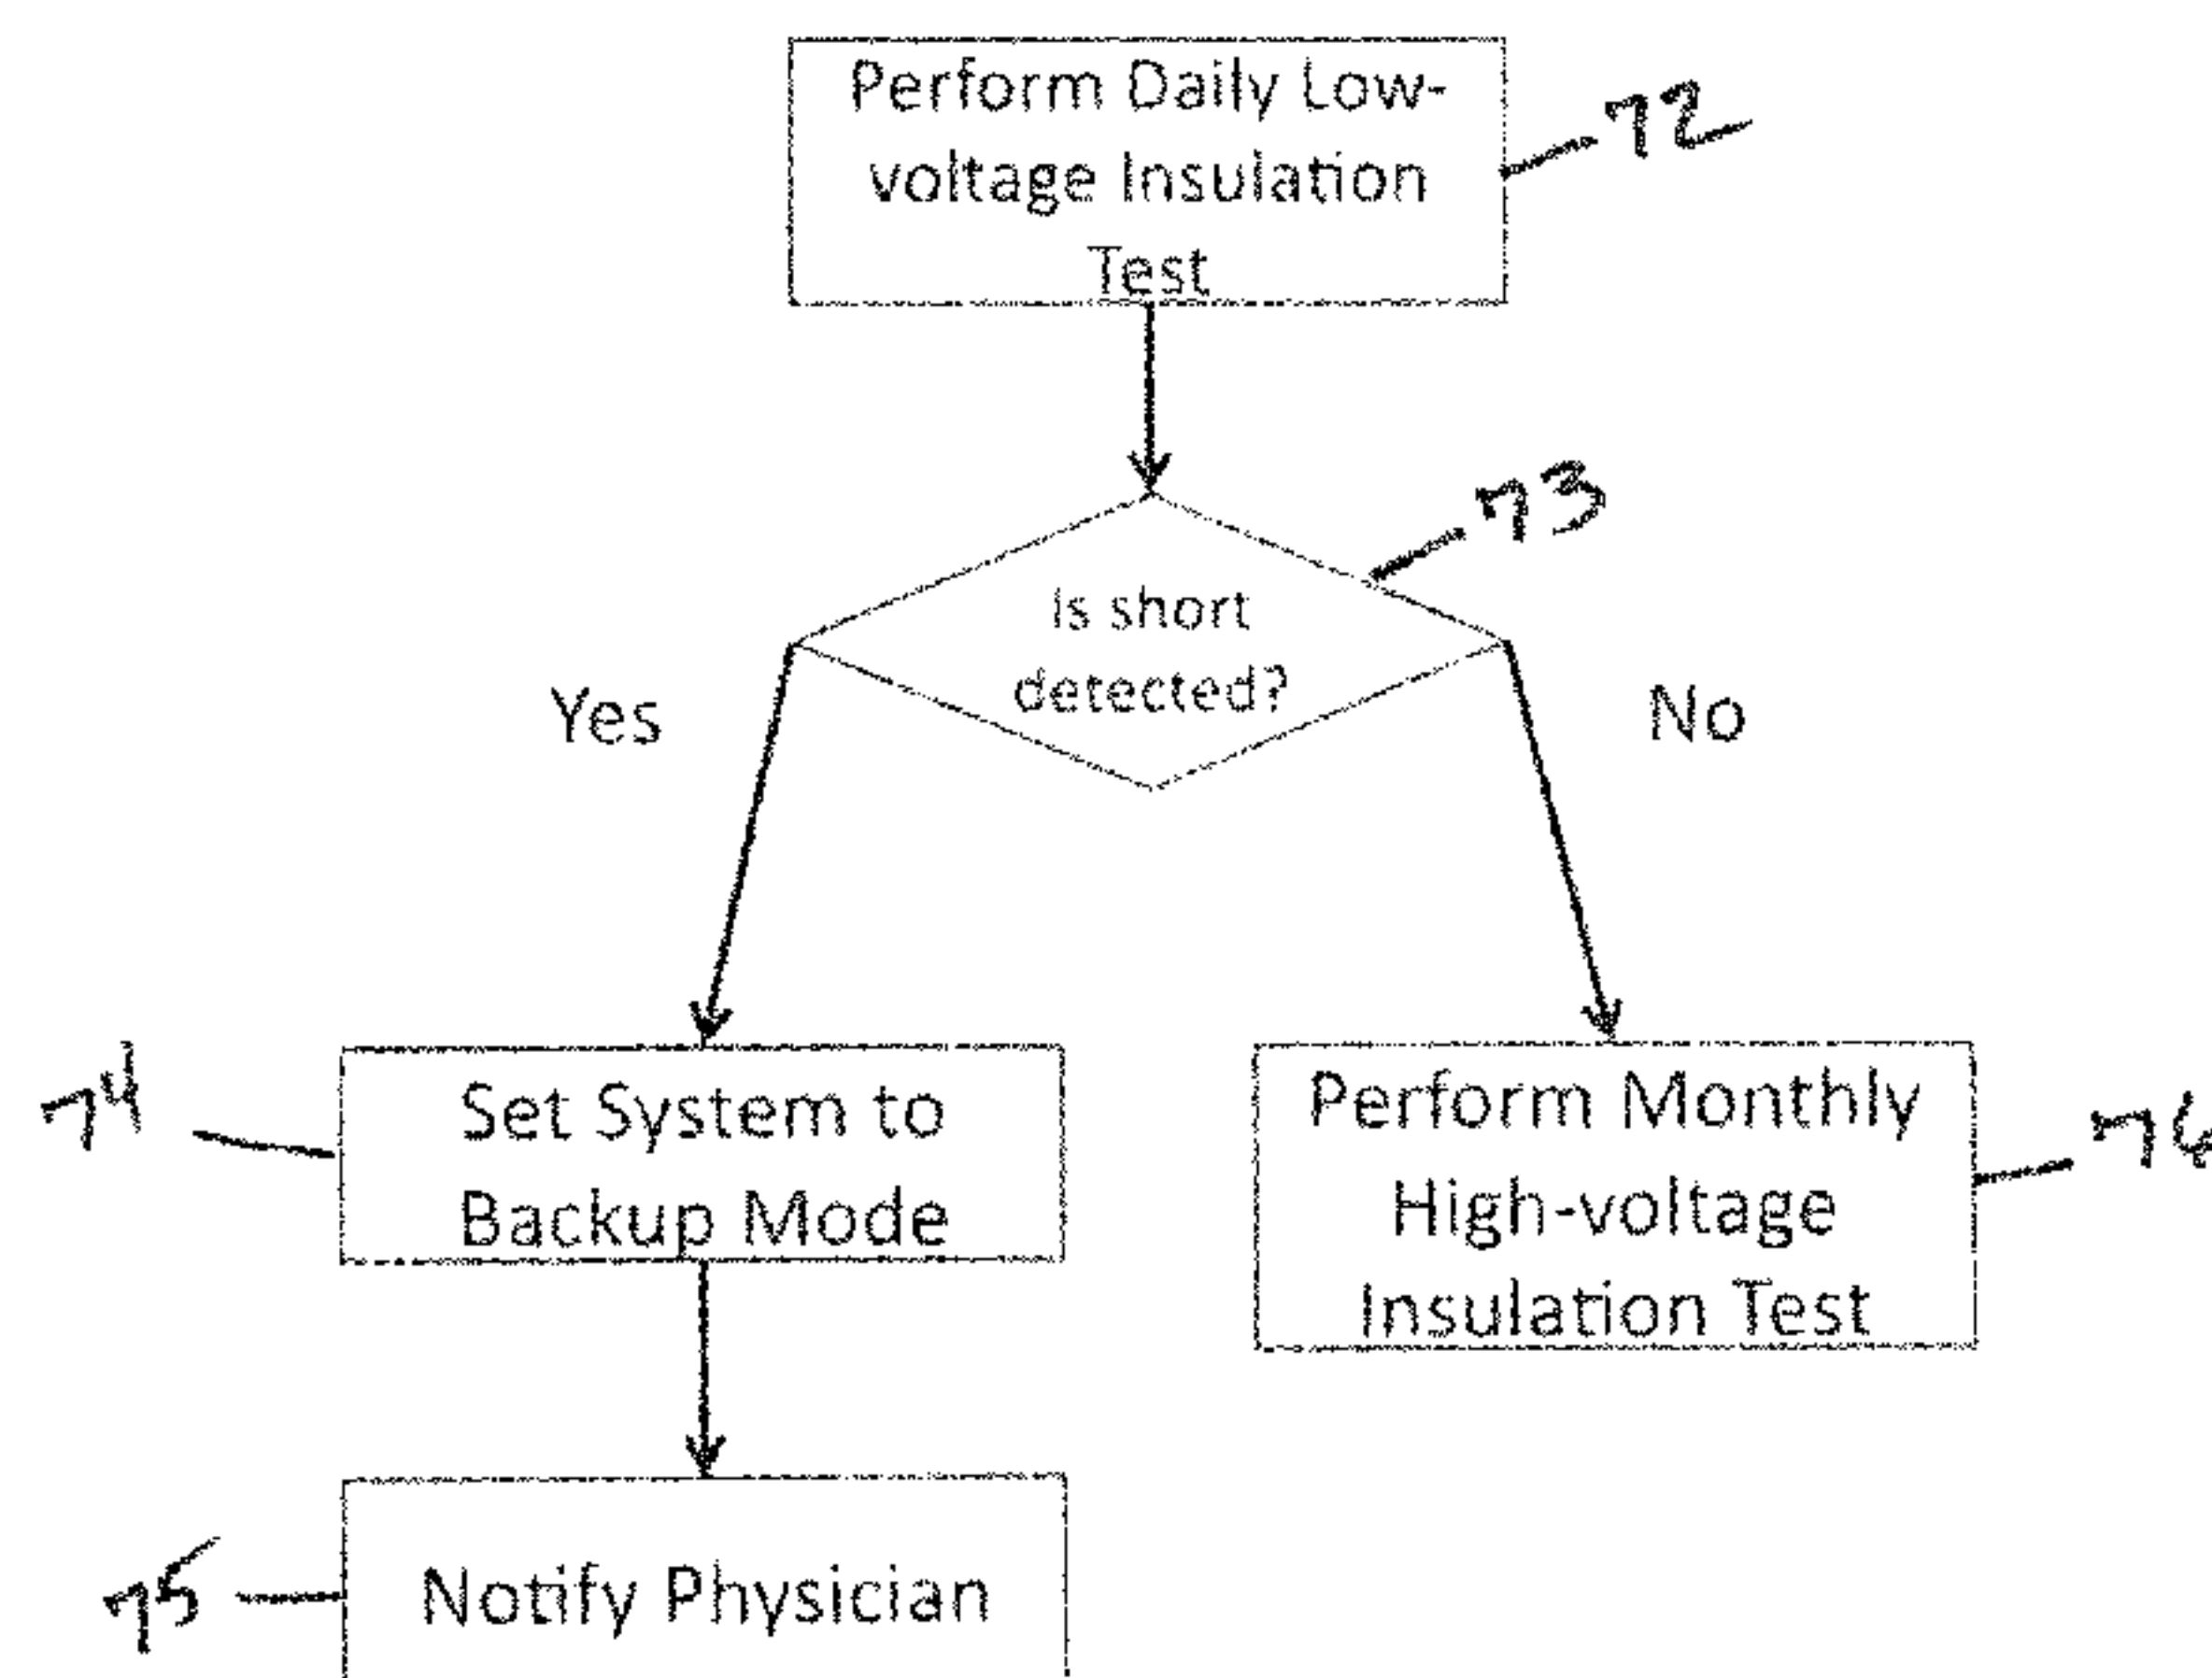 Perform Daily Low-
voltage Insulation
Test
72
Is short
detected?
73
Yes
No
74
Set System to
Backup Mode
Perform Monthly
High-voltage
Insulation Test
76
75
Notify Physician